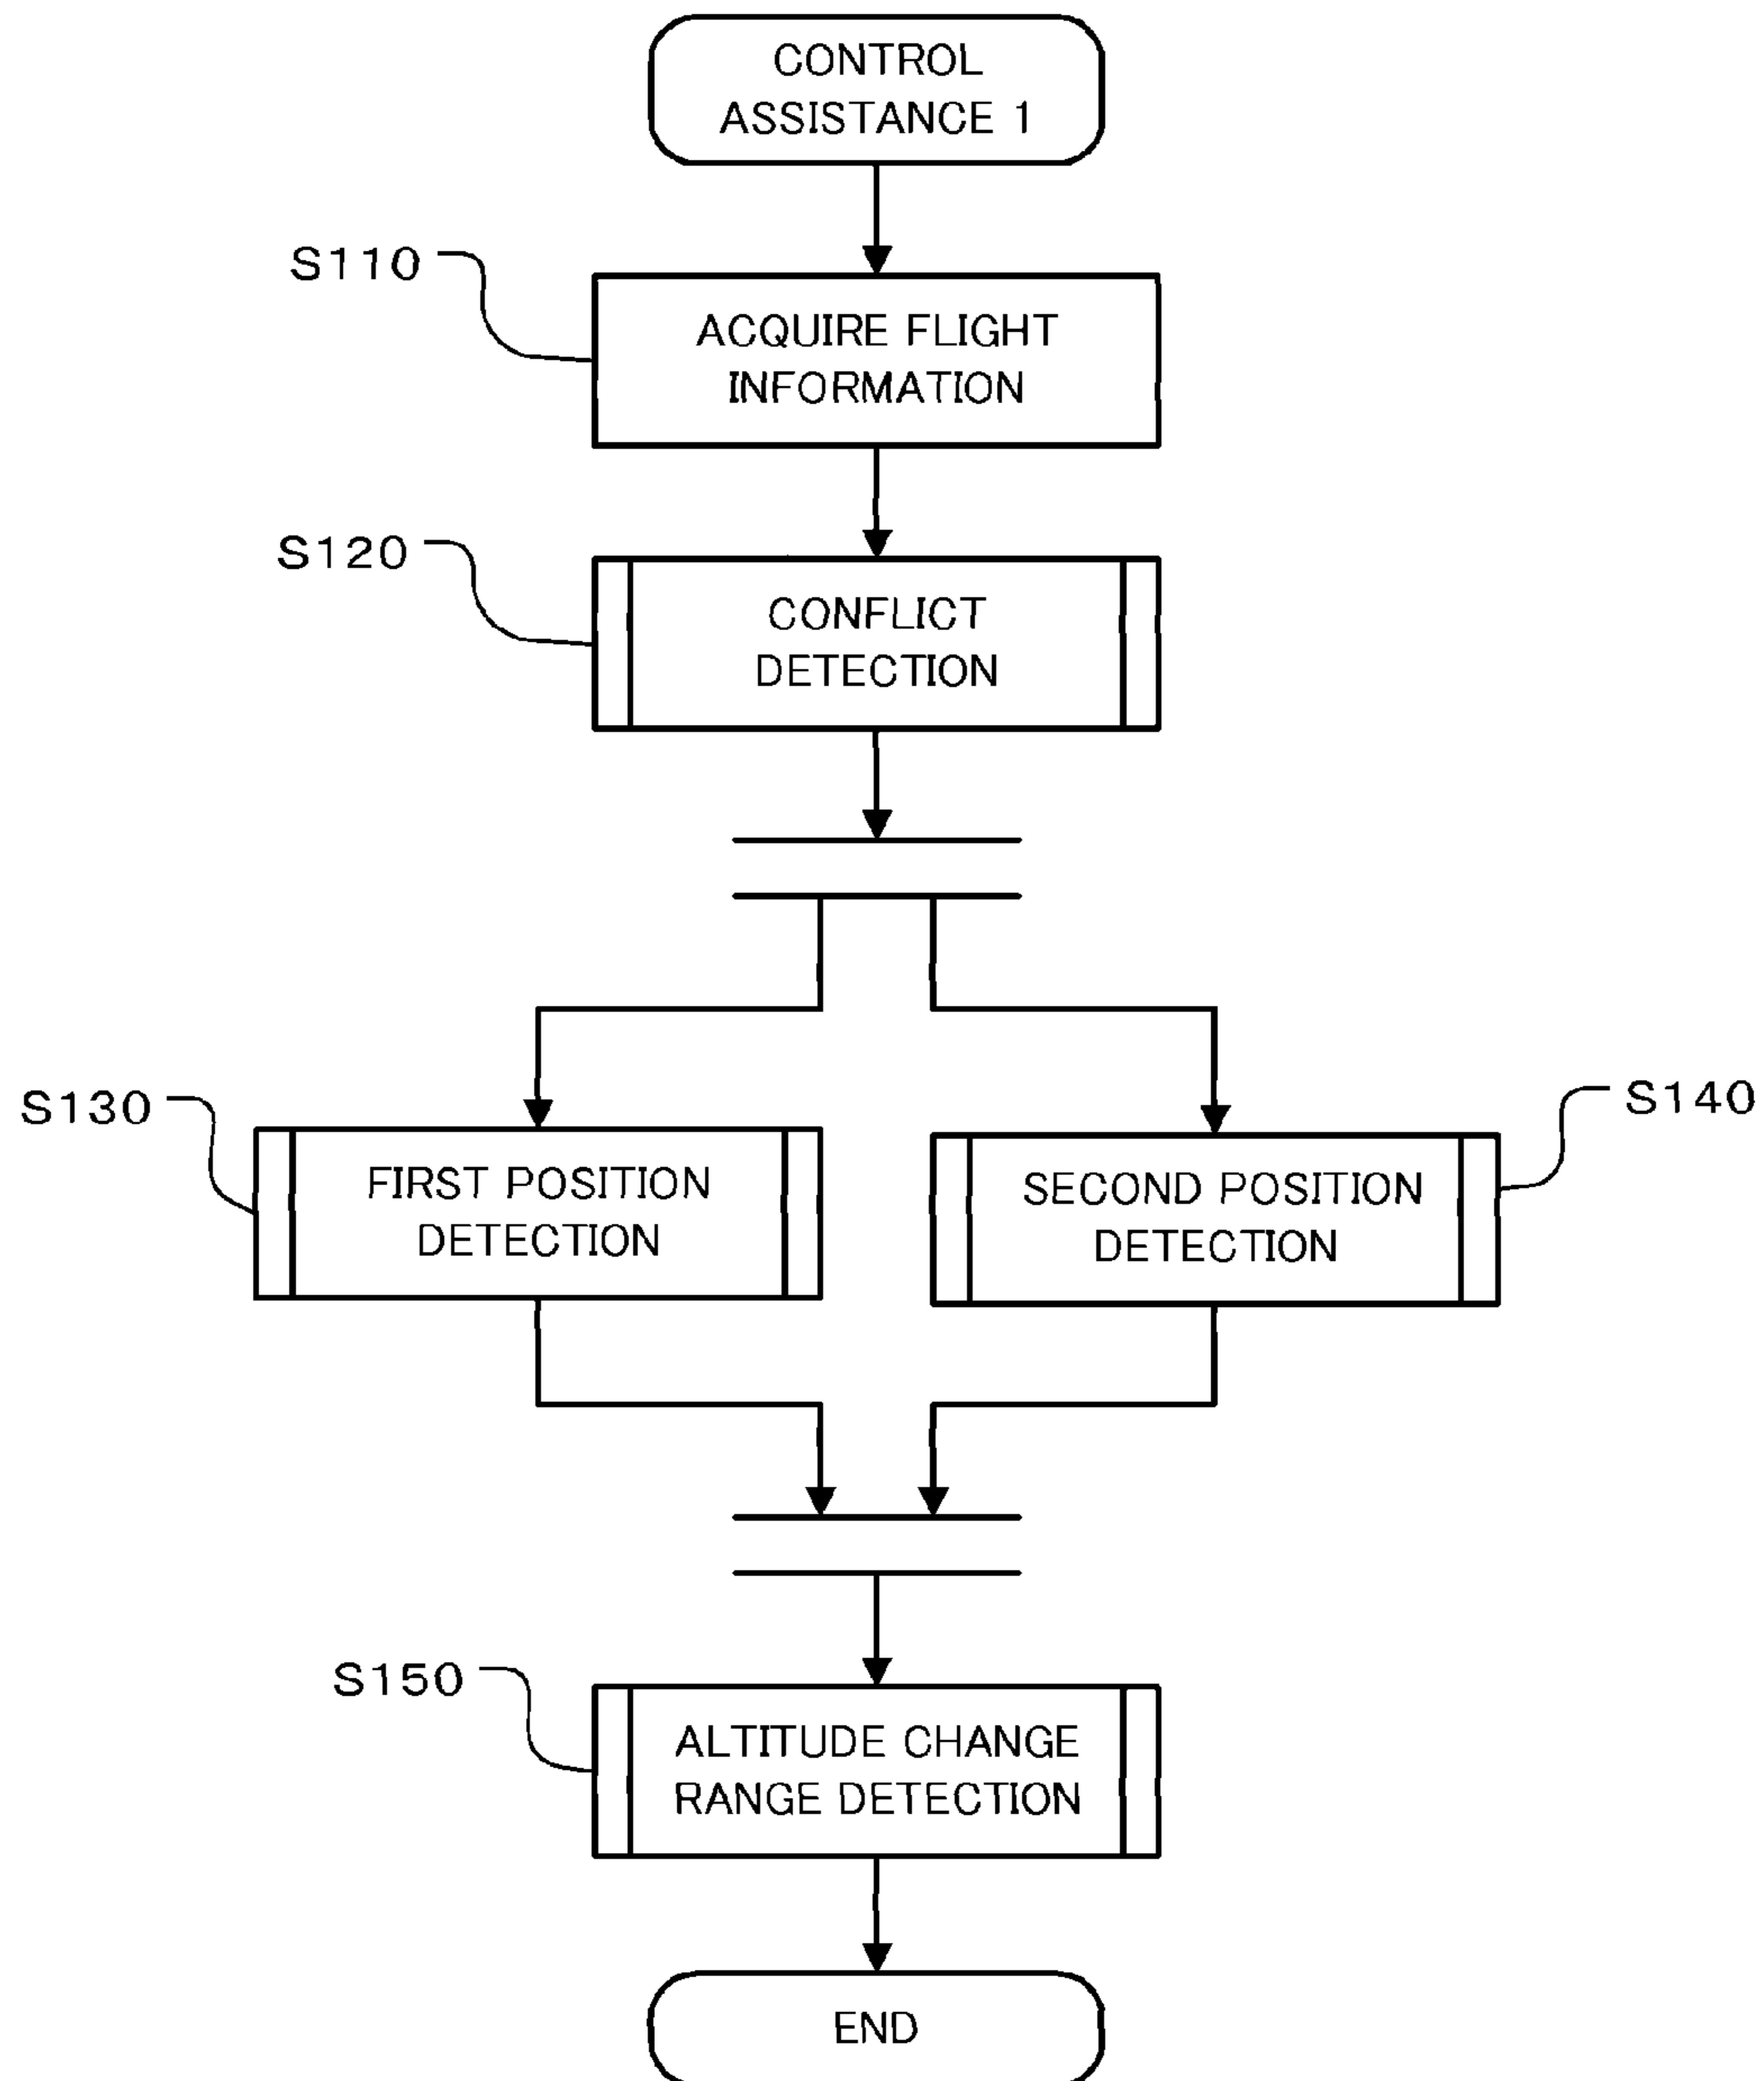 CONTROL
ASSISTANCE 1
S110
ACQUIRE FLIGHT
INFORMATION
S120
CONFLICT
DETECTION
S130
FIRST POSITION
DETECTION
S140
SECOND POSITION
DETECTION
S150
ALTITUDE CHANGE
RANGE DETECTION
END